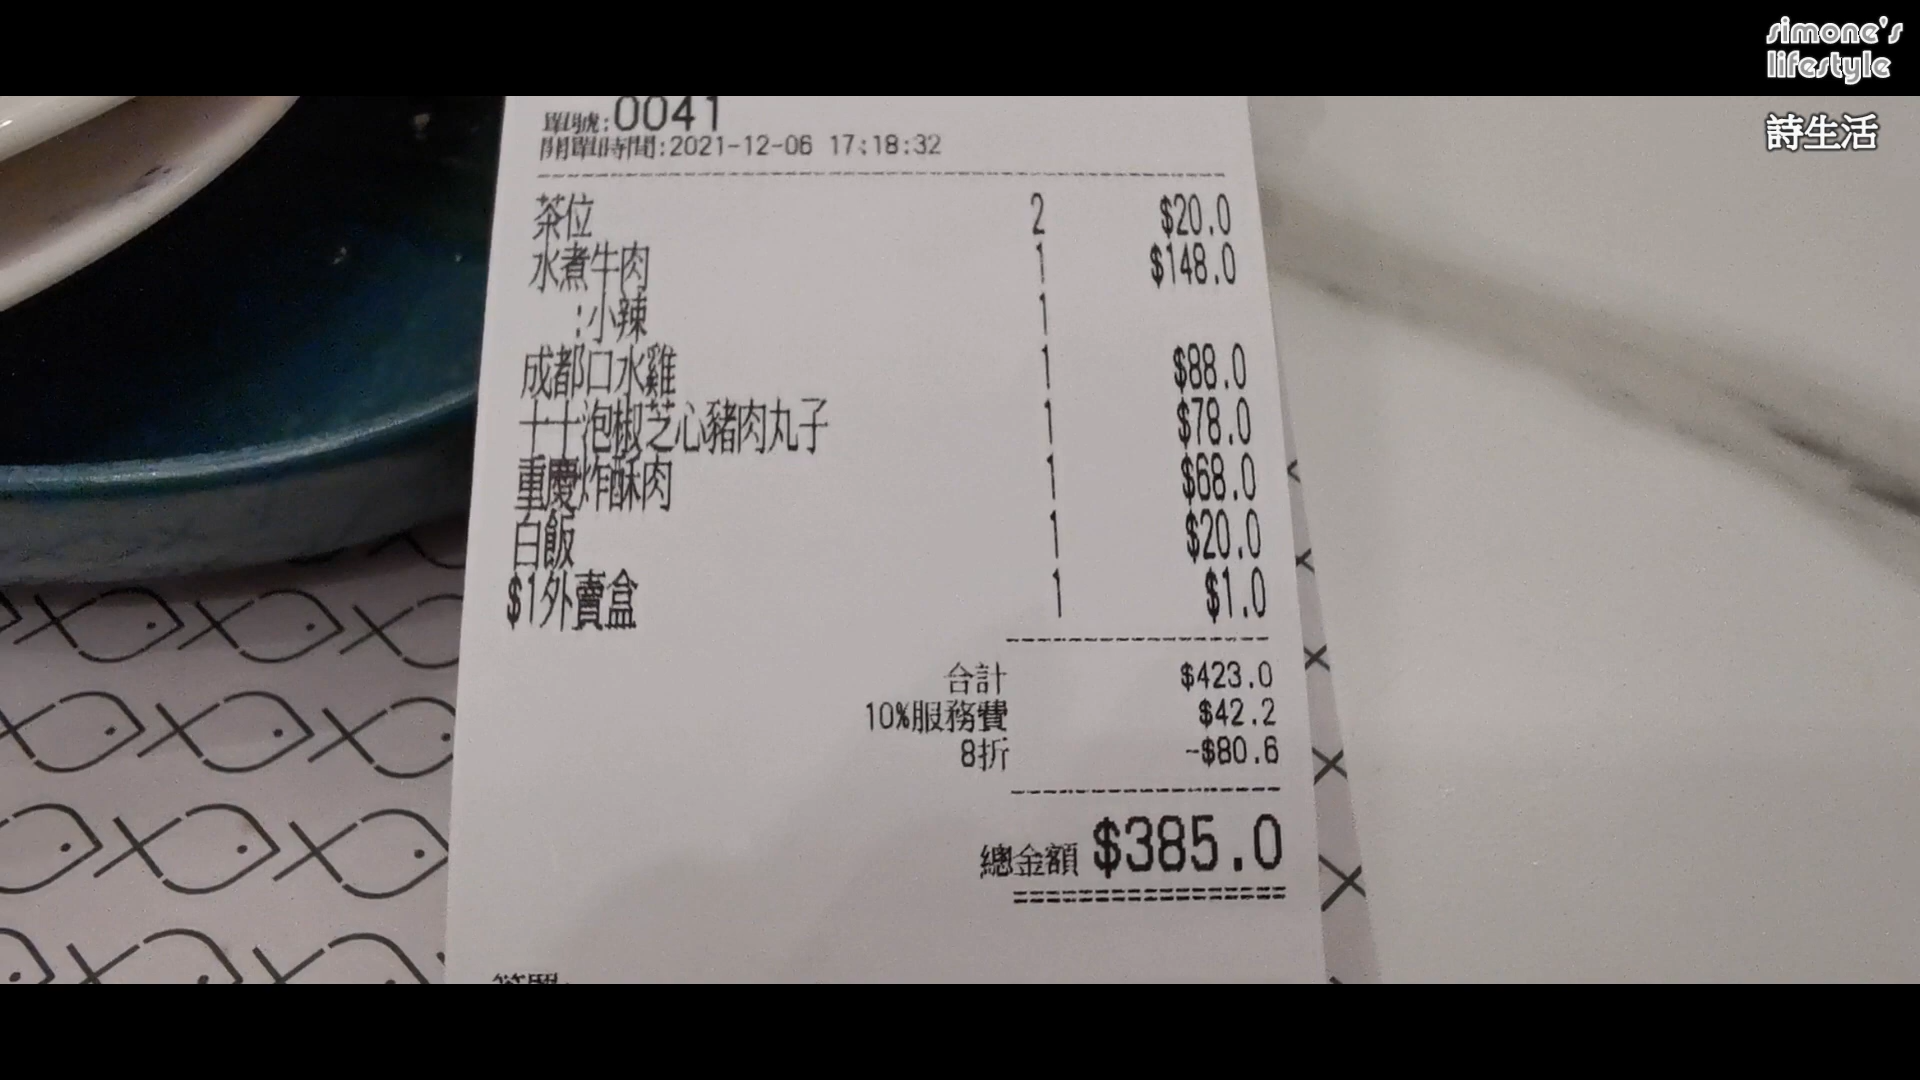 simone's
lifestyle
詩生活
單號:0041
開單時間:2021-12-06 17:18:32
茶位 2 $20.0
水煮牛肉 1 $148.0
:小辣 1
成都口水雞 1 $88.0
十十泡椒芝心豬肉丸子 1 $78.0
重慶炸酥肉 1 $68.0
白飯 1 $20.0
$1外賣盒 1 $1.0
合計 $423.0
10%服務費 $42.2
8折 -$80.6
總金額 $385.0